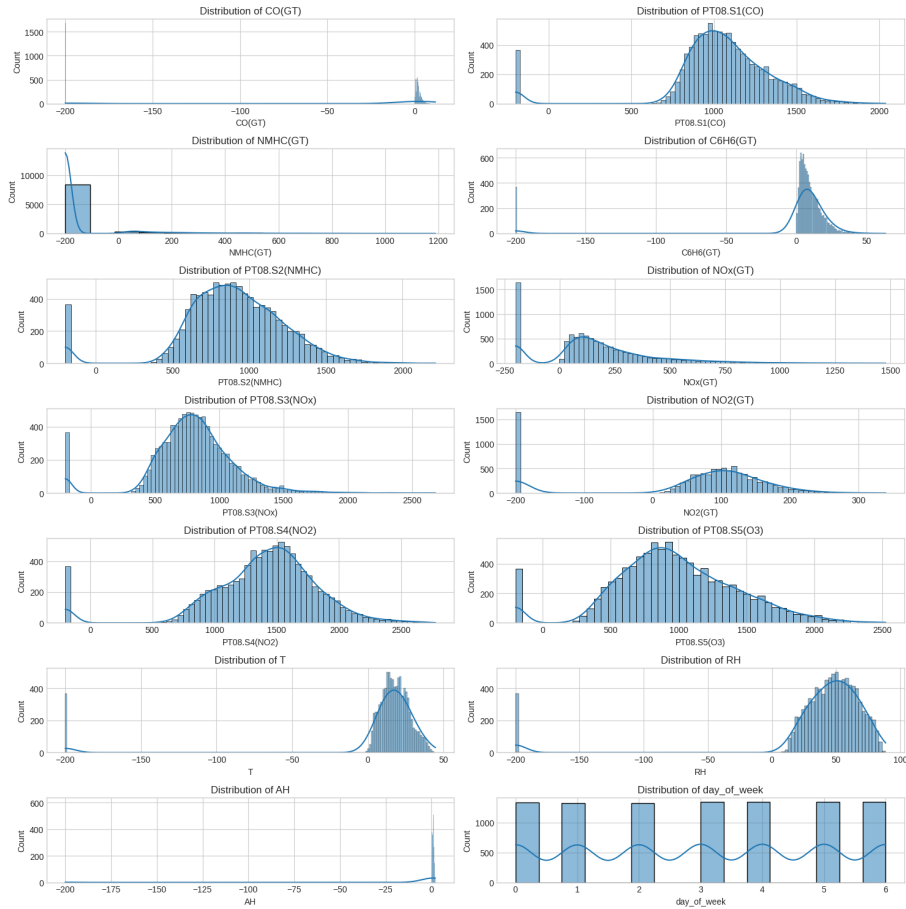 Distribution of CO(GT)
Count
1500
1000
500
0
−200 −150 −100 −50 0
CO(GT)
Distribution of PT08.S1(CO)
Count
400
200
0
0 500 1000 1500 2000
PT08.S1(CO)
Distribution of NMHC(GT)
Count
10000
5000
0
−200 0 200 400 600 800 1000 1200
NMHC(GT)
Distribution of C6H6(GT)
Count
600
400
200
0
−200 −150 −100 −50 0 50
C6H6(GT)
Distribution of PT08.S2(NMHC)
Count
400
200
0
0 500 1000 1500 2000
PT08.S2(NMHC)
Distribution of NOx(GT)
Count
1500
1000
500
0
−250 0 250 500 750 1000 1250 1500
NOx(GT)
Distribution of PT08.S3(NOx)
Count
400
200
0
0 500 1000 1500 2000 2500
PT08.S3(NOx)
Distribution of NO2(GT)
Count
1500
1000
500
0
−200 −100 0 100 200 300
NO2(GT)
Distribution of PT08.S4(NO2)
Count
400
200
0
0 500 1000 1500 2000 2500
PT08.S4(NO2)
Distribution of PT08.S5(O3)
Count
400
200
0
0 500 1000 1500 2000 2500
PT08.S5(O3)
Distribution of T
Count
400
200
0
−200 −150 −100 −50 0 50
T
Distribution of RH
Count
400
200
0
−200 −150 −100 −50 0 50 100
RH
Distribution of AH
Count
600
400
200
0
−200 −175 −150 −125 −100 −75 −50 −25 0
AH
Distribution of day_of_week
Count
1000
500
0
0 1 2 3 4 5 6
day_of_week